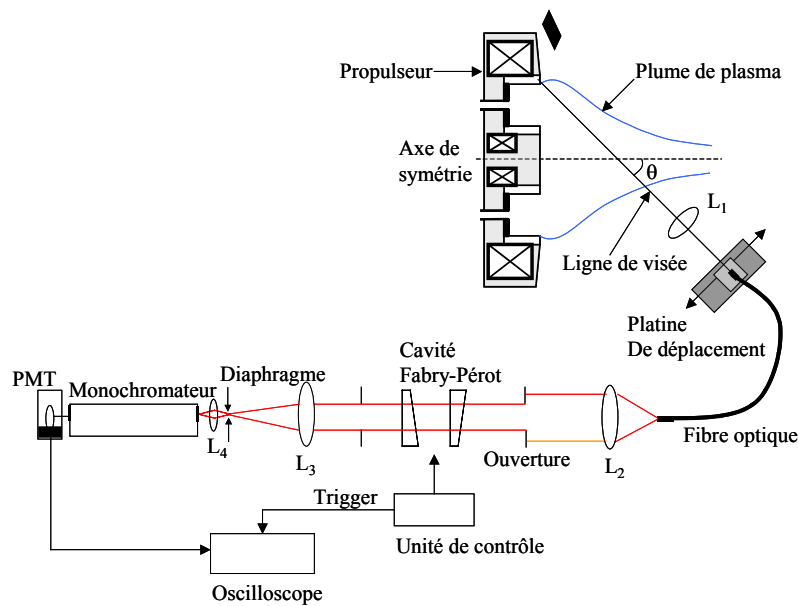 Propulseur
Plume de plasma
Axe de
symétrie
θ
L1
Ligne de visée
Platine
De déplacement
Cavité
Fabry-Pérot
Diaphragme
PMT
Monochromateur
L4
L3
Ouverture
L2
Fibre optique
Trigger
Unité de contrôle
Oscilloscope